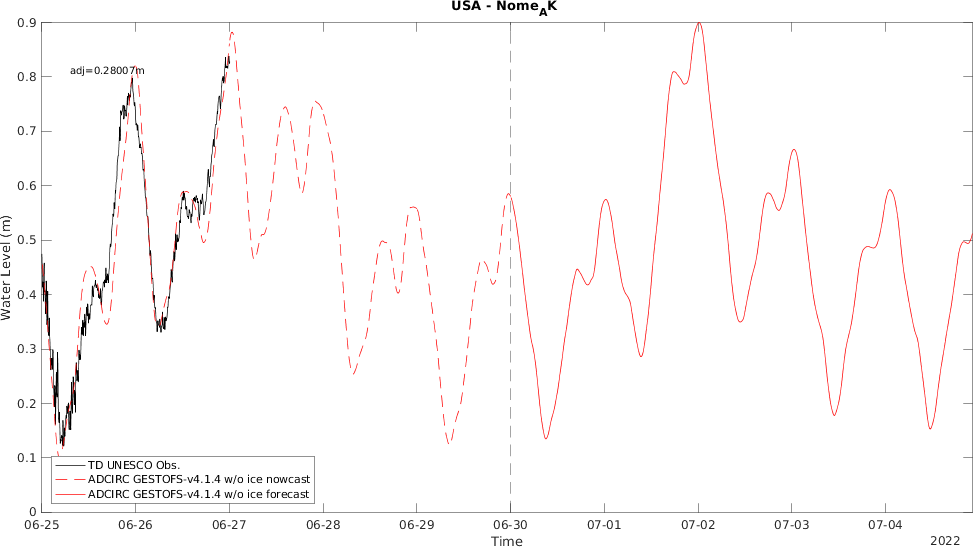 USA - Nome_AK
adj=0.28007m
0.9
0.8
0.7
0.6
0.5
0.4
0.3
0.2
0.1
0
Water Level (m)
TD UNESCO Obs.
ADCIRC GESTOFS-v4.1.4 w/o ice nowcast
ADCIRC GESTOFS-v4.1.4 w/o ice forecast
06-25 06-26 06-27 06-28 06-29 06-30 07-01 07-02 07-03 07-04
Time
2022